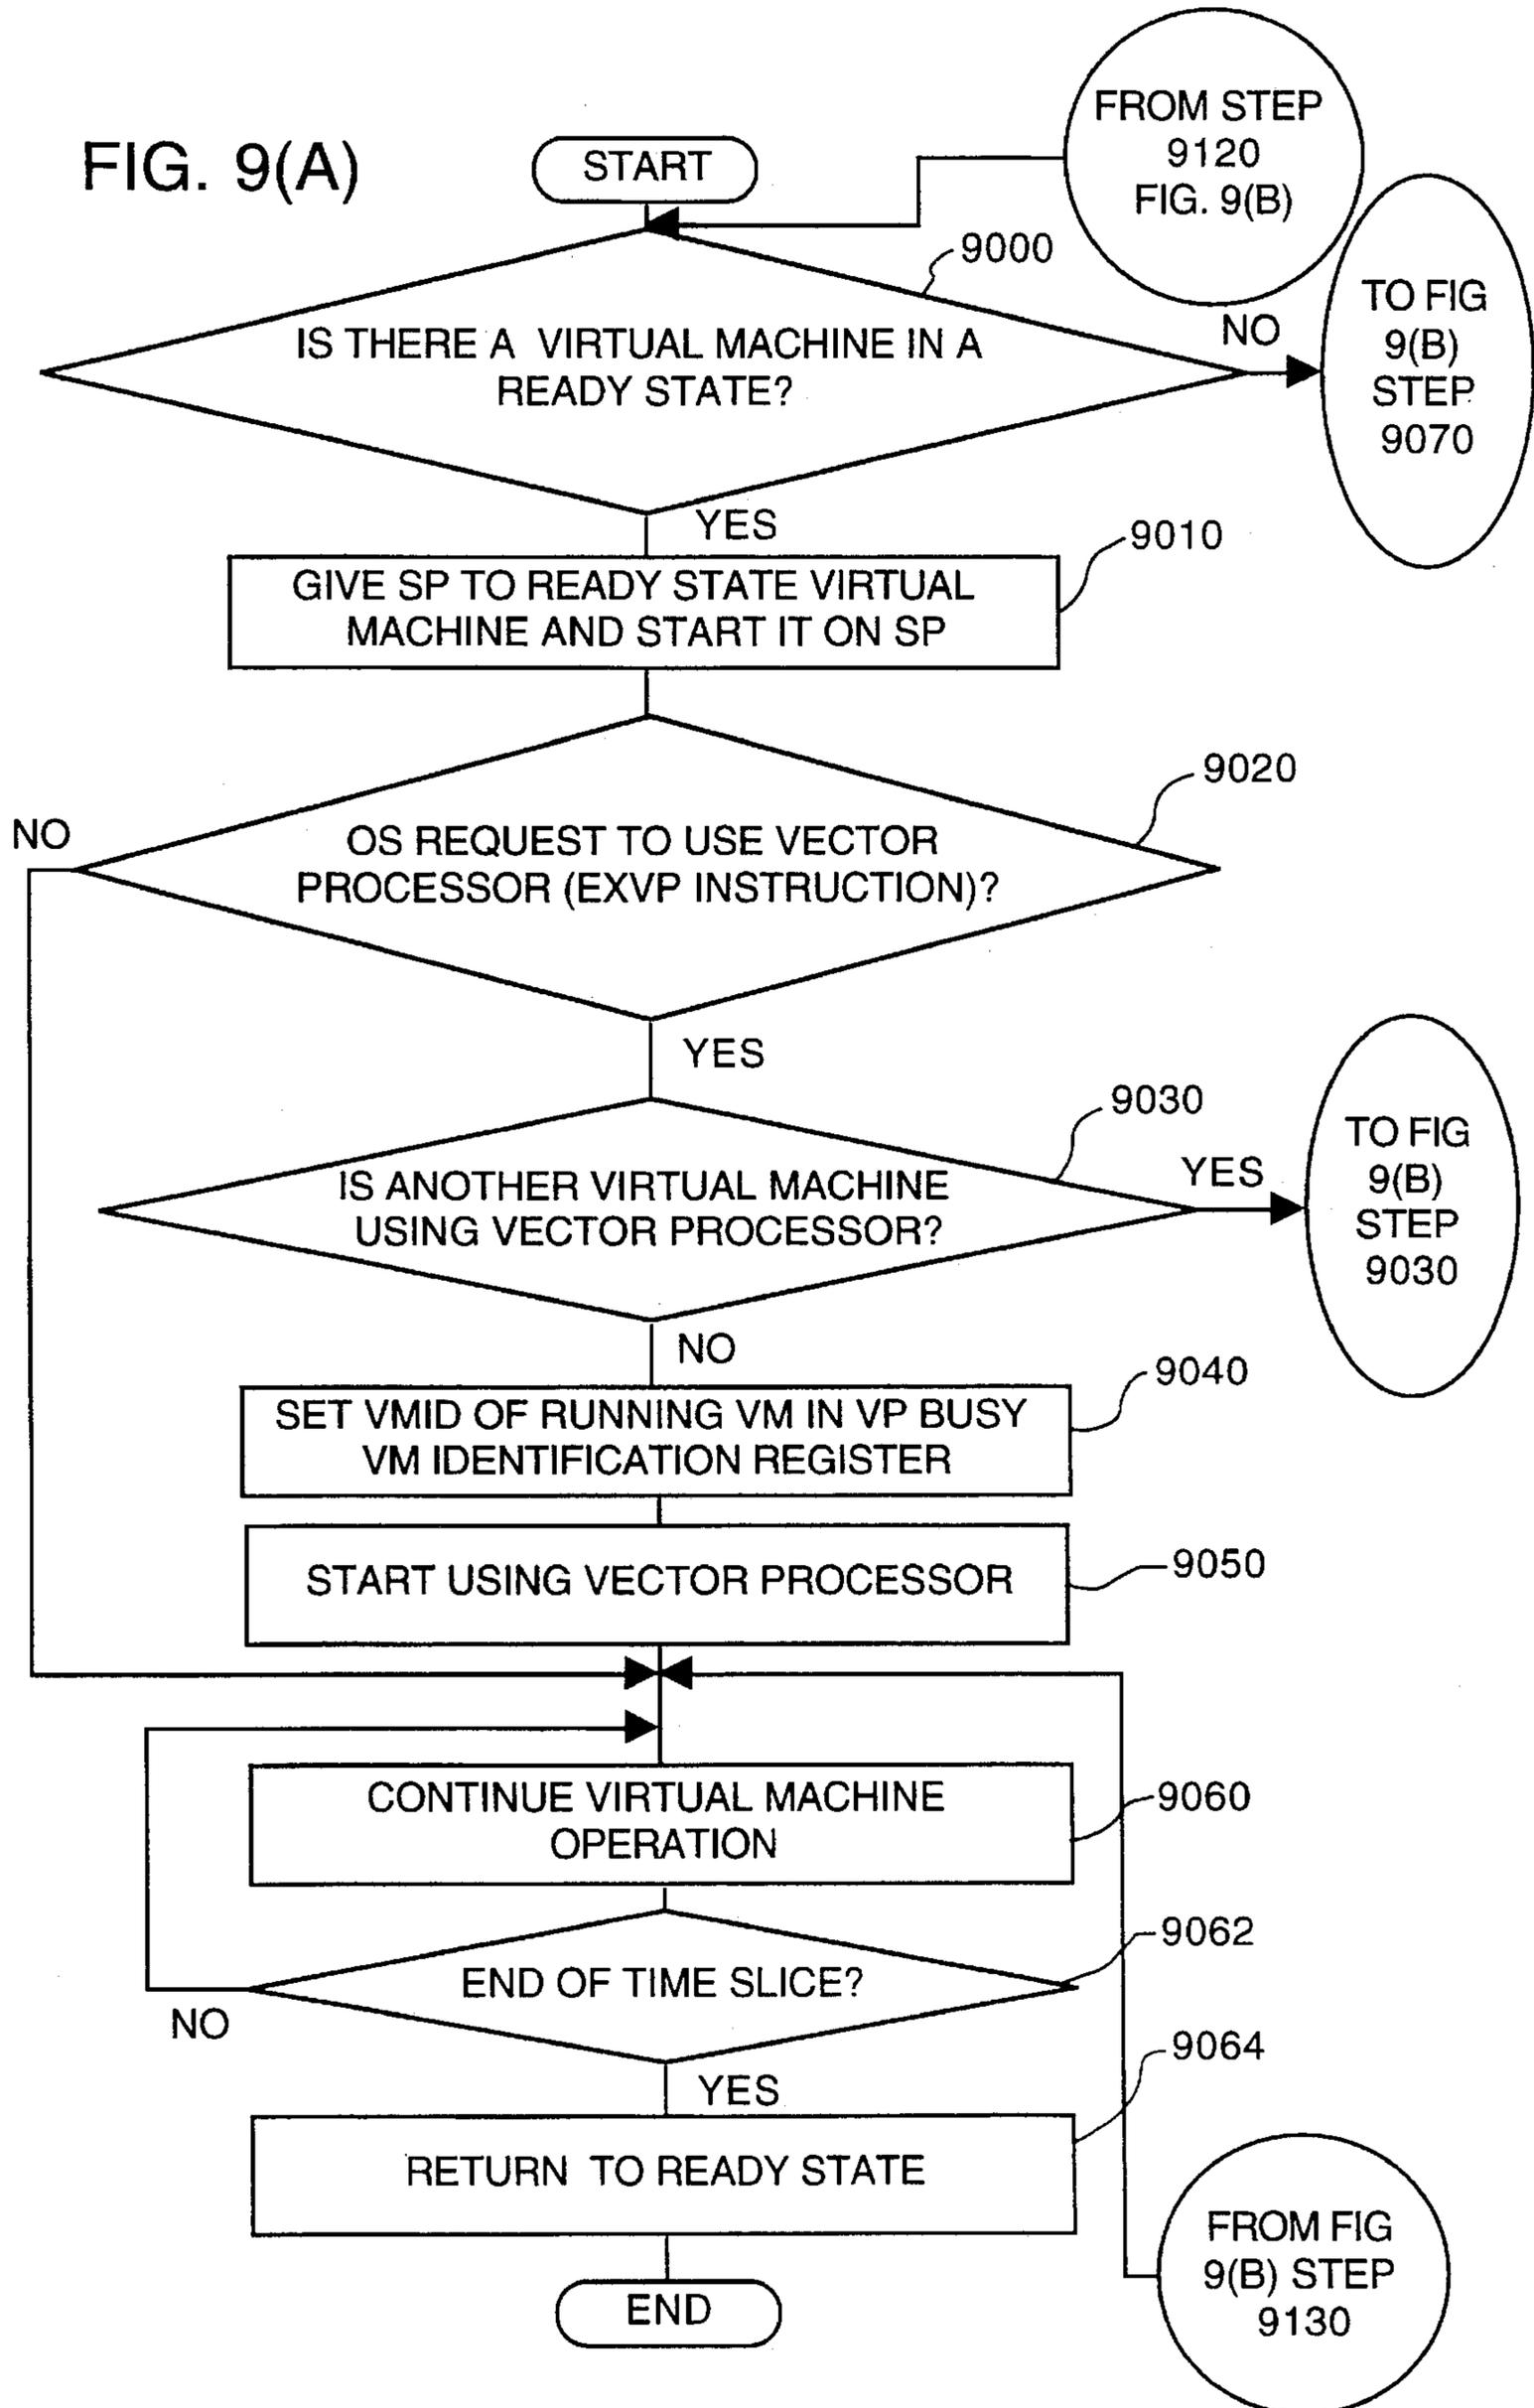 FIG. 9(A)
START
FROM STEP
9120
FIG. 9(B)
9000
IS THERE A VIRTUAL MACHINE IN A
READY STATE?
NO
TO FIG
9(B)
STEP
9070
YES
9010
GIVE SP TO READY STATE VIRTUAL
MACHINE AND START IT ON SP
9020
NO
OS REQUEST TO USE VECTOR
PROCESSOR (EXVP INSTRUCTION)?
YES
9030
IS ANOTHER VIRTUAL MACHINE
USING VECTOR PROCESSOR?
YES
TO FIG
9(B)
STEP
9030
NO
9040
SET VMID OF RUNNING VM IN VP BUSY
VM IDENTIFICATION REGISTER
START USING VECTOR PROCESSOR
9050
CONTINUE VIRTUAL MACHINE
OPERATION
9060
9062
END OF TIME SLICE?
NO
9064
YES
RETURN TO READY STATE
FROM FIG
9(B) STEP
9130
END